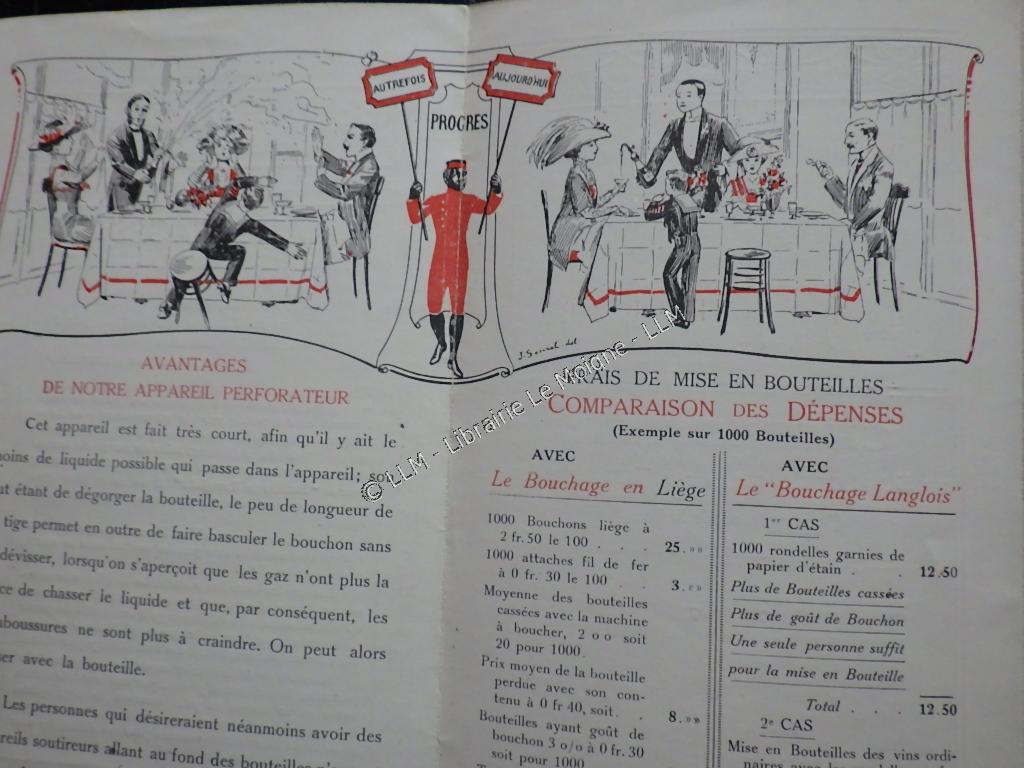 AUTREFOIS
PROGRES
AUJOURD'HUI
J. Gonnel del
AVANTAGES
DE NOTRE APPAREIL PERFORATEUR
Cet appareil est fait très court, afin qu'il y ait le
moins de liquide possible qui passe dans l'appareil; son
étant de dégorger la bouteille, le peu de longueur de
tige permet en outre de faire basculer le bouchon sans
dévisser, lorsqu'on s'aperçoit que les gaz n'ont plus la
de chasser le liquide et que, par conséquent, les
ne sont plus à craindre. On peut alors
avec la bouteille.
Les personnes qui désireraient néanmoins avoir des
soutireurs allant au fond des bouteilles
FRAIS DE MISE EN BOUTEILLES
COMPARAISON DES DÉPENSES
(Exemple sur 1000 Bouteilles)
AVEC
Le Bouchage en Liège
1000 Bouchons liège à
2 fr. 50 le 100 . . . 25.»»
1000 attaches fil de fer
à 0 fr. 30 le 100 . . 3.»»
Moyenne des bouteilles
cassées avec la machine
à boucher, 2 o o soit
20 pour 1000.
Prix moyen de la bouteille
perdue avec son con-
tenu à 0 fr 40, soit. . 8.»»
Bouteilles ayant goût de
bouchon 3 o/o à 0 fr. 30
soit pour 1000
AVEC
Le "Bouchage Langlois"
1er CAS
1000 rondelles garnies de
papier d'étain . . 12.50
Plus de Bouteilles cassées
Plus de goût de Bouchon
Une seule personne suffit
pour la mise en Bouteille
Total . . . 12.50
2e CAS
Mise en Bouteilles des vins ordi-
naires avec
© LLM - Librairie Le Moigne - LLM